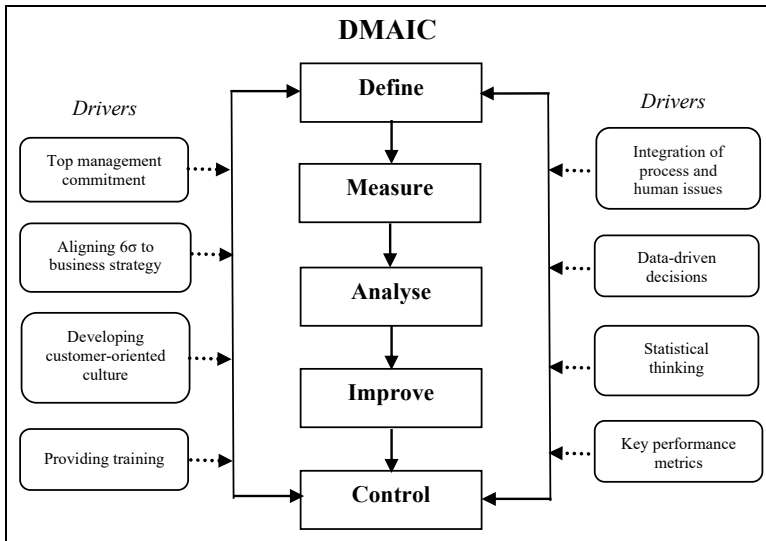 DMAIC
Drivers
Top management
commitment
Aligning 6σ to
business strategy
Developing
customer-oriented
culture
Providing training
Define
Measure
Analyse
Improve
Control
Drivers
Integration of
process and
human issues
Data-driven
decisions
Statistical
thinking
Key performance
metrics